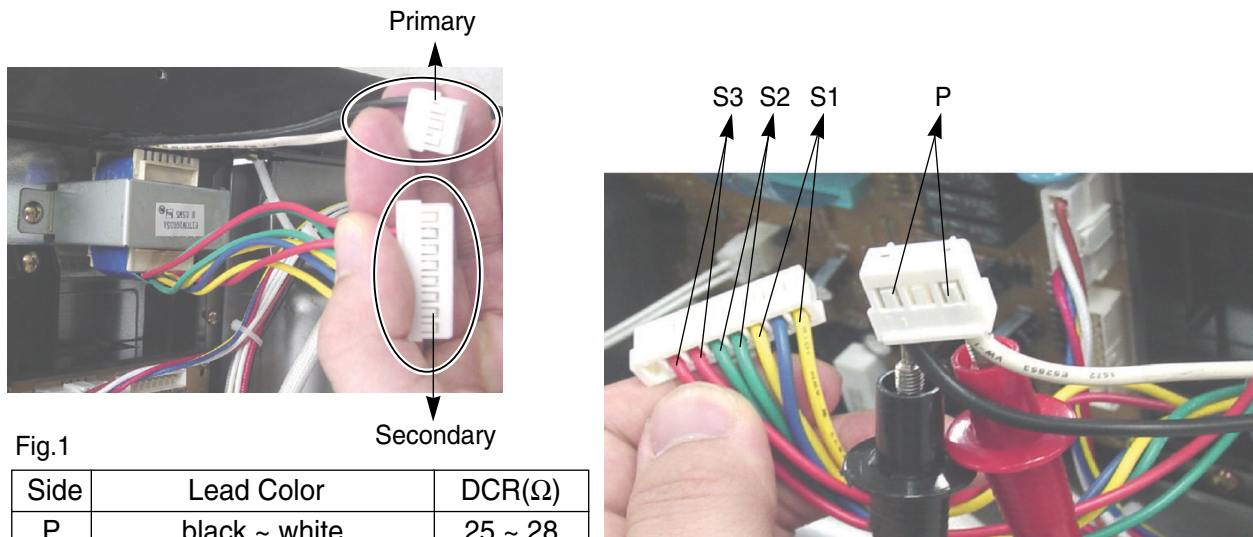 Primary
Secondary
Fig.1
Side Lead Color DCR(Ω)
P black ~ white 25 ~ 28
S3 S2 S1 P